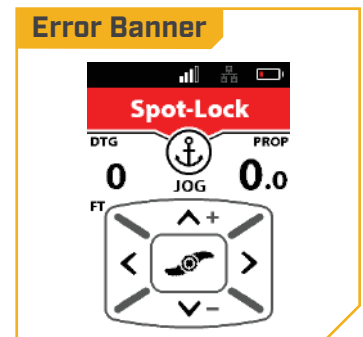 Error Banner
Spot-Lock
DTG PROP
0 JOG 0.0
FT
+
-